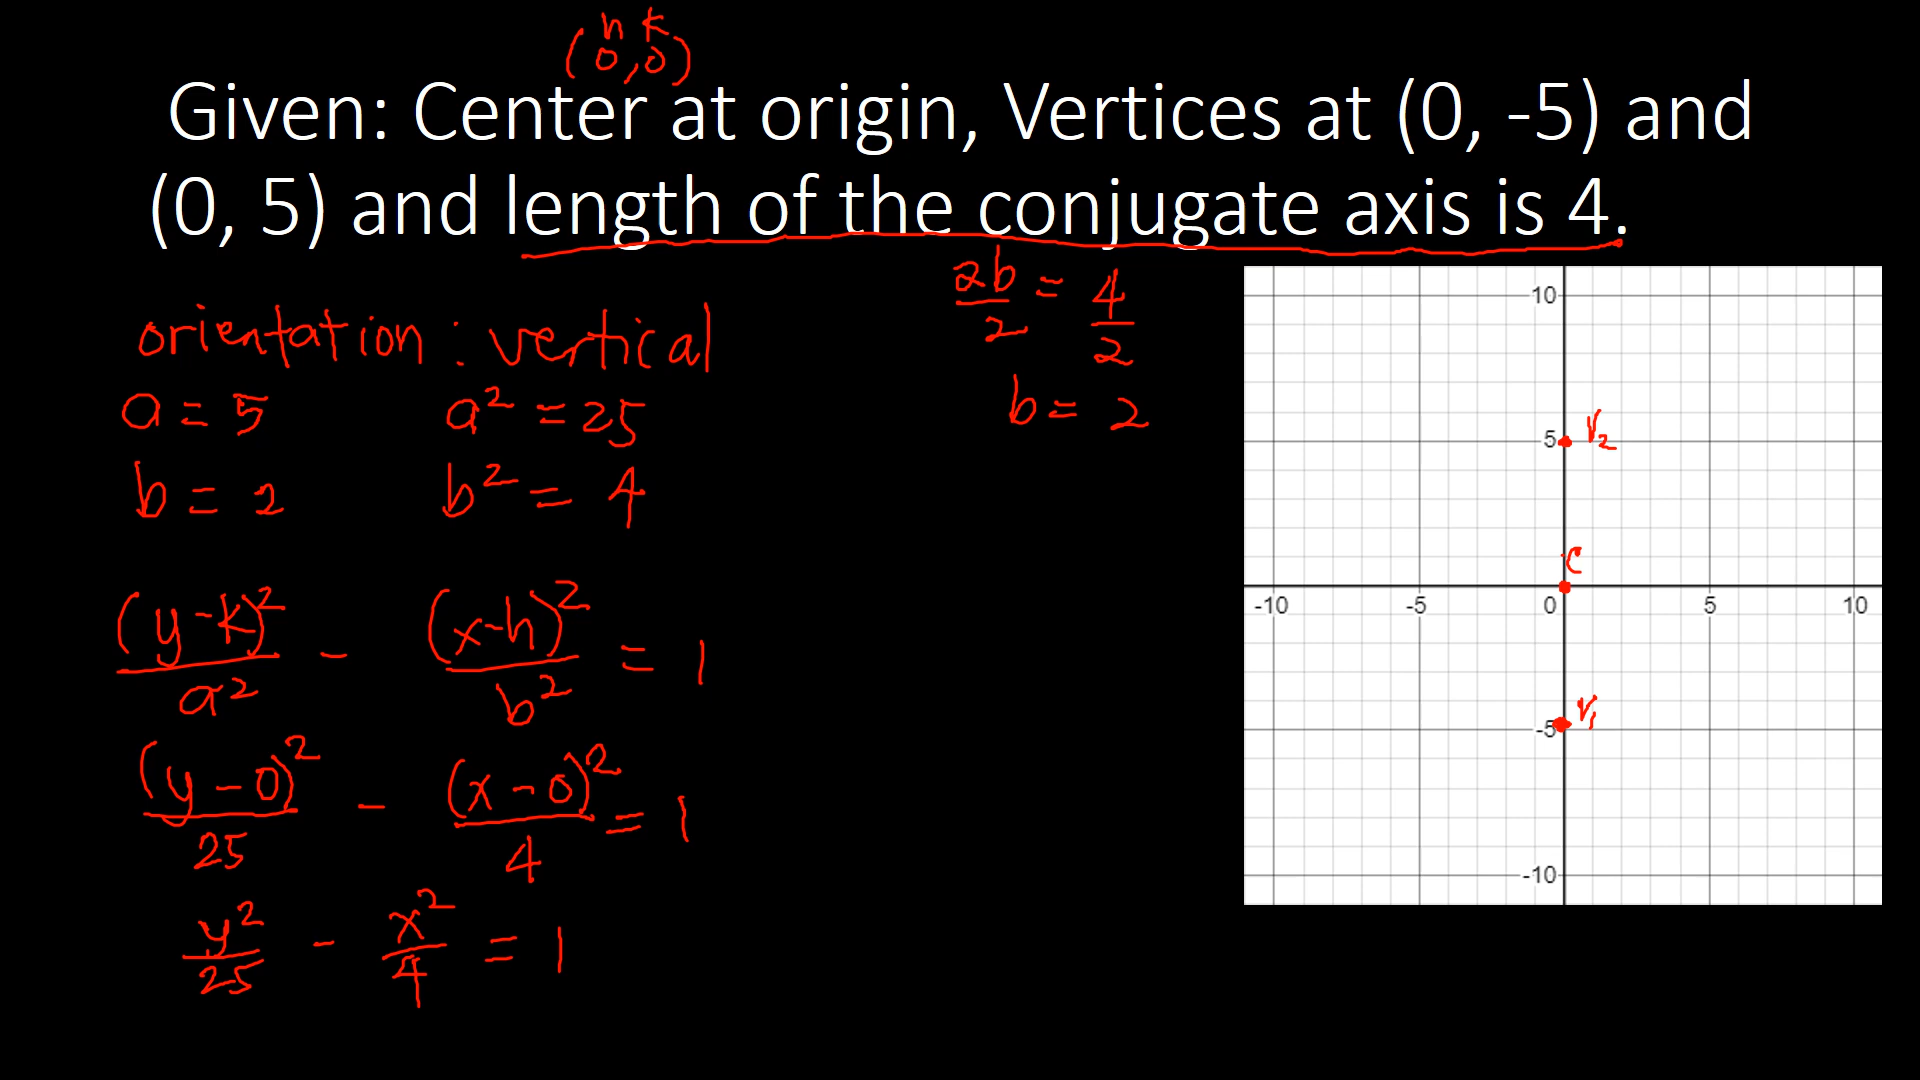 h k
(0, 0)
Given: Center at origin, Vertices at (0, -5) and
(0, 5) and length of the conjugate axis is 4.
2b/2 = 4/2
b = 2
orientation : vertical
a = 5 a² = 25
b = 2 b² = 4
(y-k)²/a² - (x-h)²/b² = 1
(y-0)²/25 - (x-0)²/4 = 1
y²/25 - x²/4 = 1
10
5 V₂
C
-10 -5 0 5 10
-5 V₁
-10